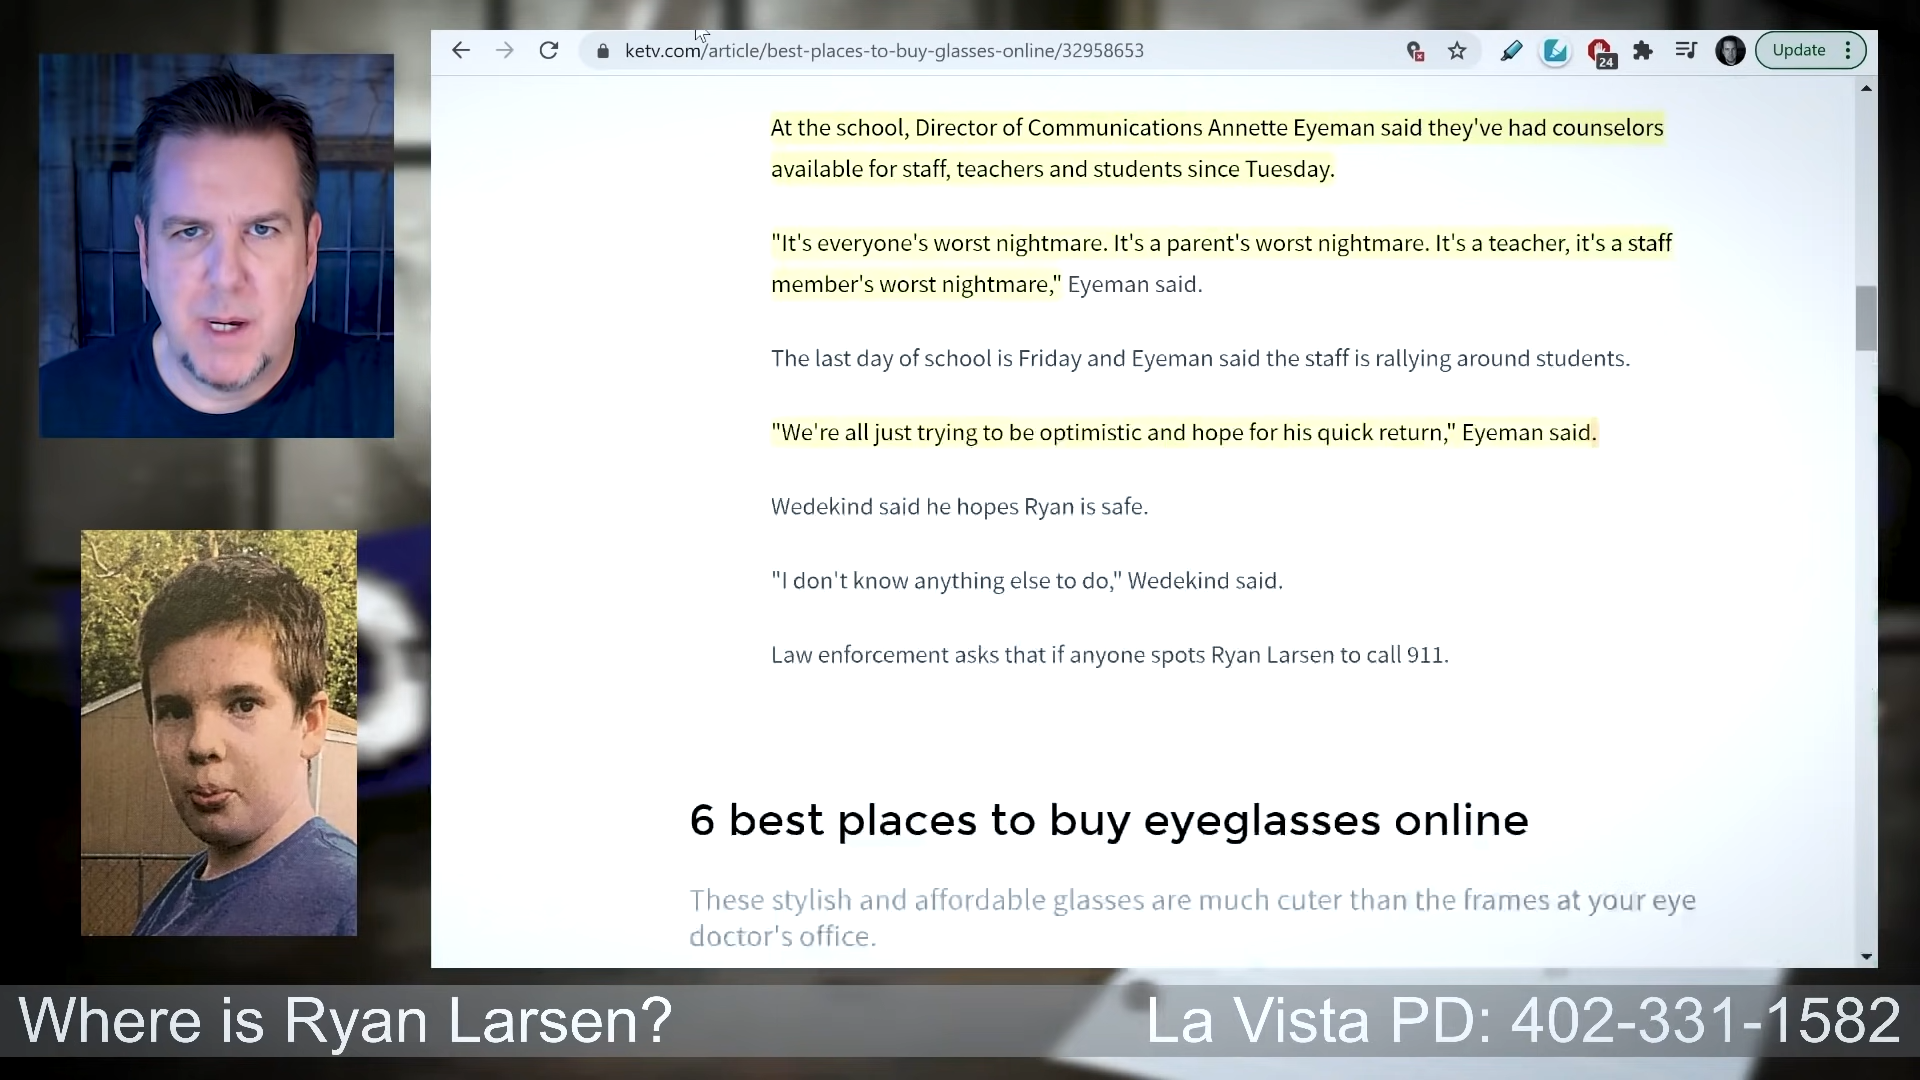 ketv.com/article/best-places-to-buy-glasses-online/32958653
24
Update
At the school, Director of Communications Annette Eyeman said they've had counselors
available for staff, teachers and students since Tuesday.
"It's everyone's worst nightmare. It's a parent's worst nightmare. It's a teacher, it's a staff
member's worst nightmare," Eyeman said.
The last day of school is Friday and Eyeman said the staff is rallying around students.
"We're all just trying to be optimistic and hope for his quick return," Eyeman said.
Wedekind said he hopes Ryan is safe.
"I don't know anything else to do," Wedekind said.
Law enforcement asks that if anyone spots Ryan Larsen to call 911.
6 best places to buy eyeglasses online
These stylish and affordable glasses are much cuter than the frames at your eye
doctor's office.
Where is Ryan Larsen?
La Vista PD: 402-331-1582